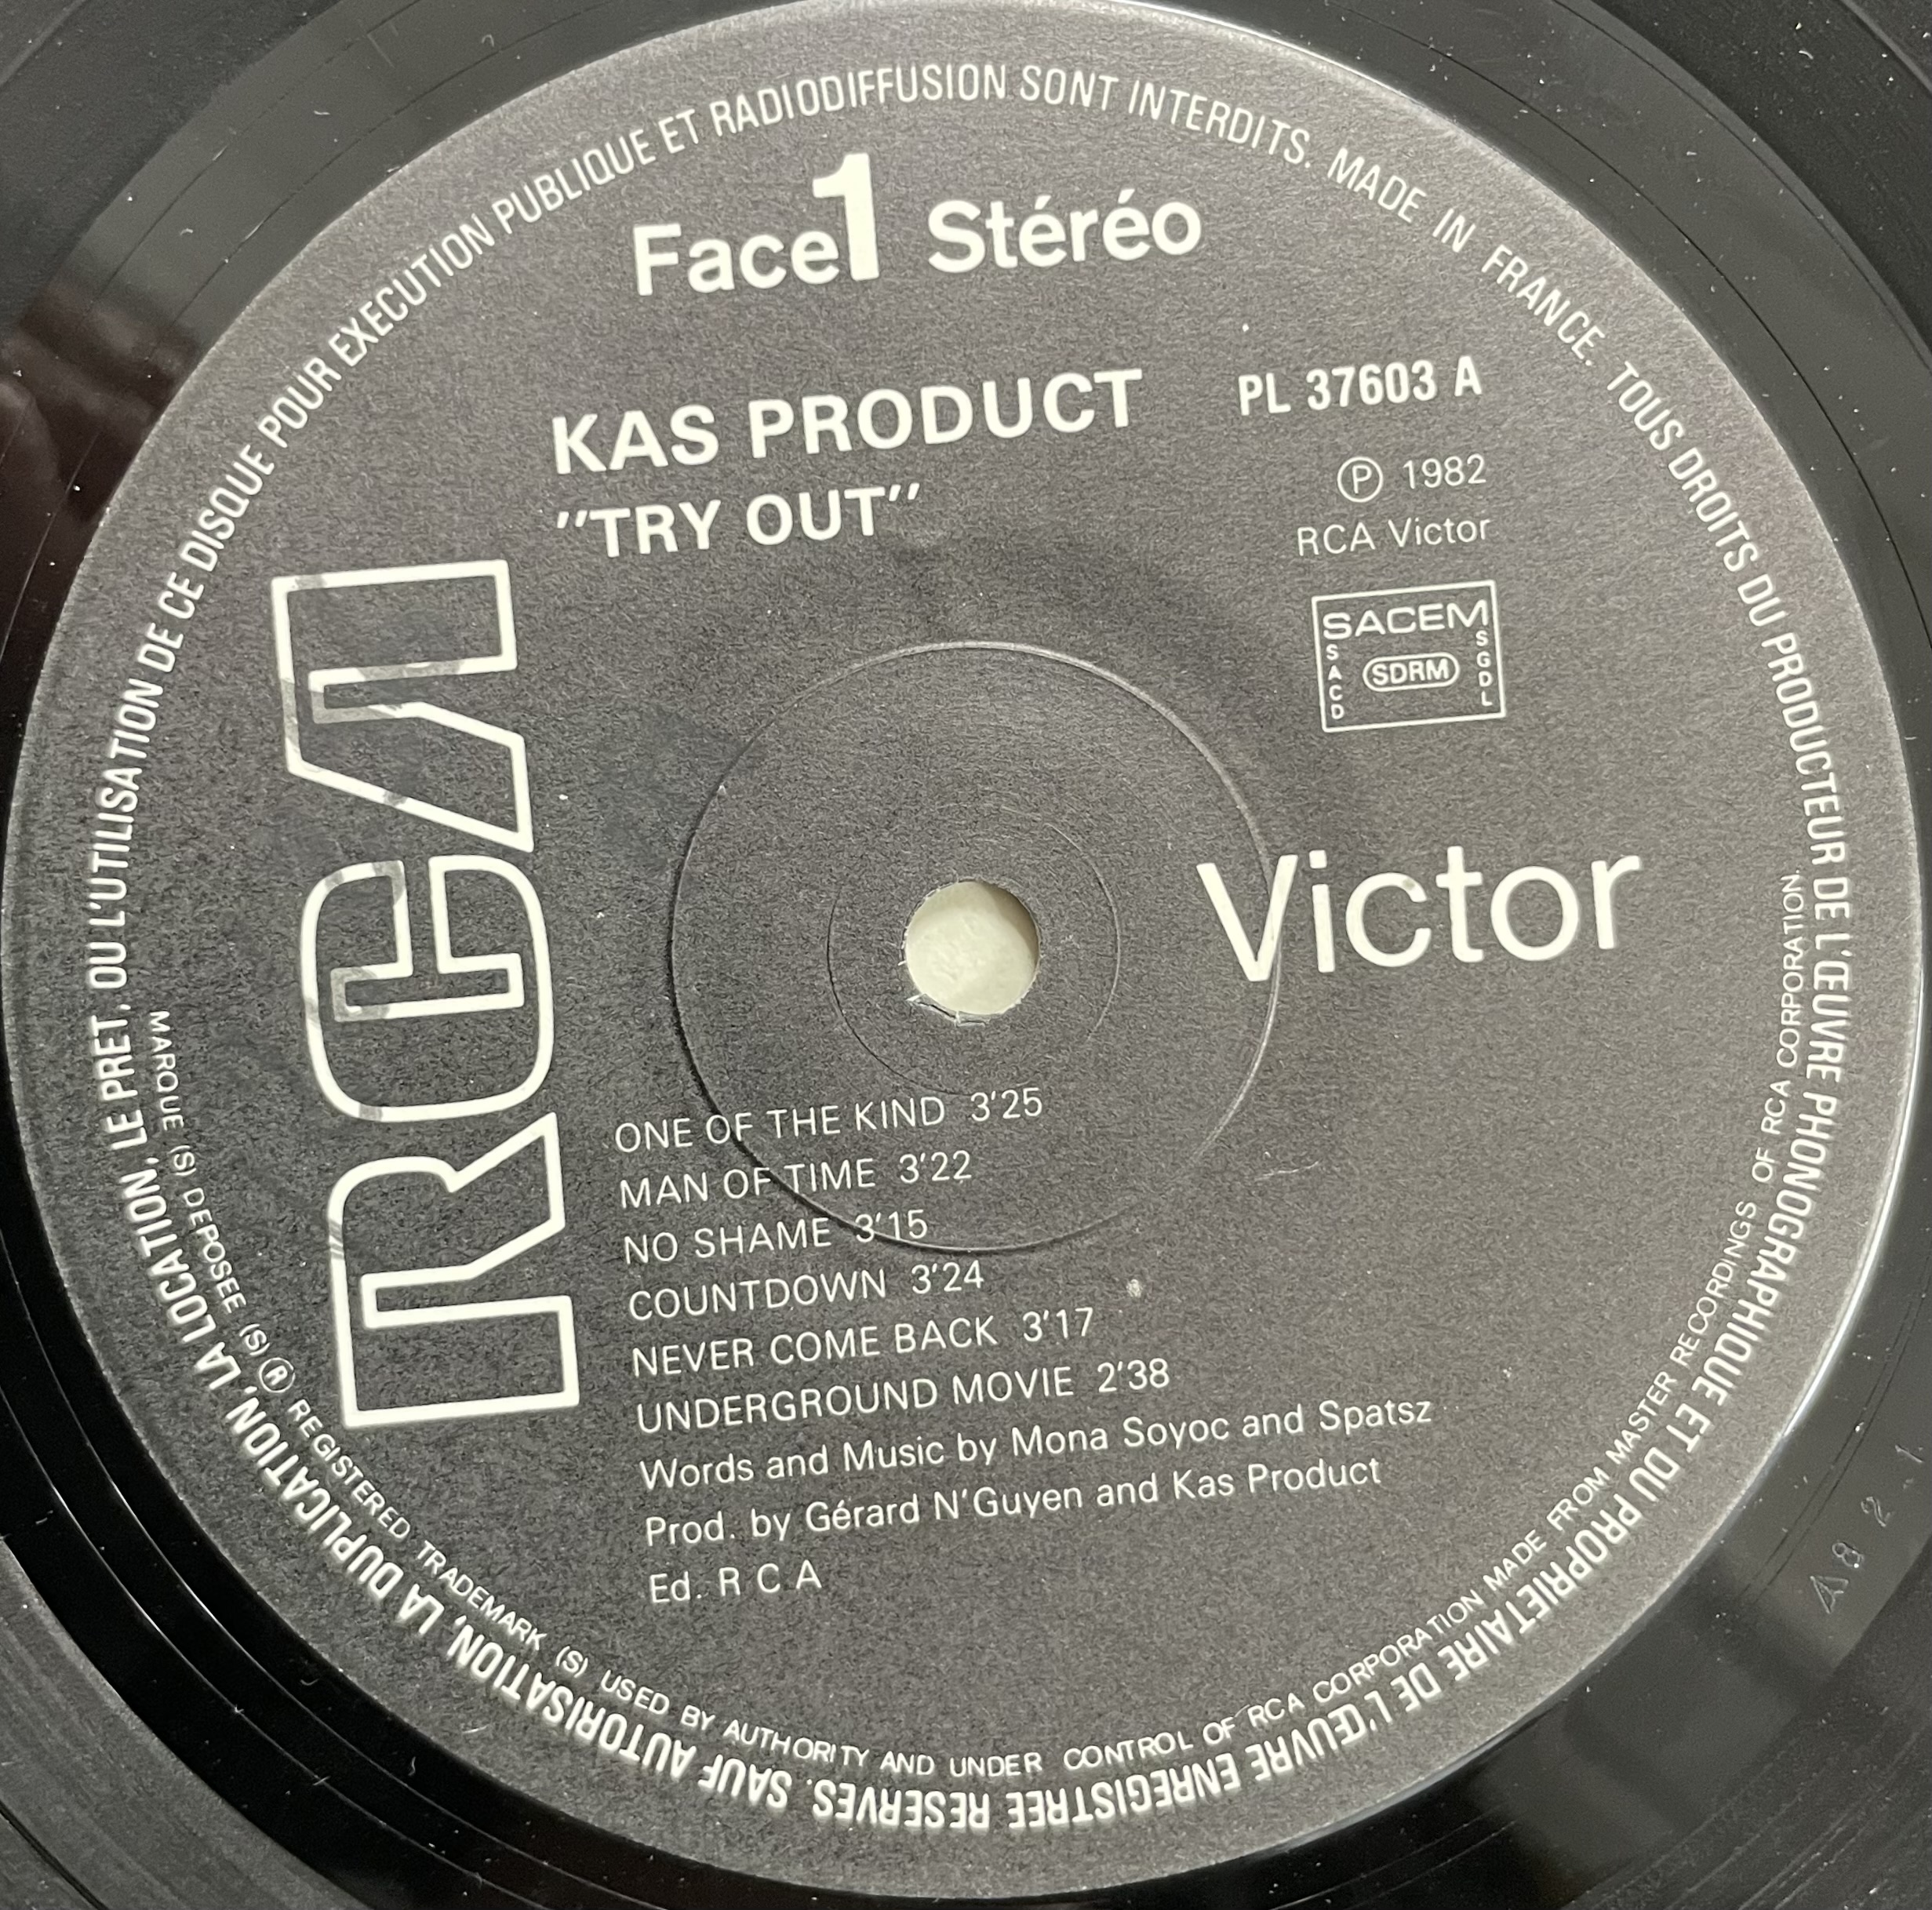 Face 1 Stéréo
KAS PRODUCT
"TRY OUT"
PL 37603 A
Ⓟ 1982
RCA Victor
SACEM
SACD
SDRM
SGDL
RCA
Victor
ONE OF THE KIND 3'25
MAN OF TIME 3'22
NO SHAME 3'15
COUNTDOWN 3'24
NEVER COME BACK 3'17
UNDERGROUND MOVIE 2'38
Words and Music by Mona Soyoc and Spatsz
Prod. by Gérard N'Guyen and Kas Product
Ed. R C A
MADE IN FRANCE. TOUS DROITS DU PRODUCTEUR DE L'ŒUVRE PHONOGRAPHIQUE ET DU PROPRIÉTAIRE DE L'ŒUVRE ENREGISTREE RESERVES. SAUF AUTORISATION, LA DUPLICATION, LA LOCATION, LE PRET, OU L'UTILISATION DE CE DISQUE POUR EXECUTION PUBLIQUE ET RADIODIFFUSION SONT INTERDITS.
MARQUE (S) DEPOSEE (S) ® REGISTERED TRADEMARK (S) USED BY AUTHORITY AND UNDER CONTROL OF RCA CORPORATION MADE FROM MASTER RECORDINGS OF RCA CORPORATION.